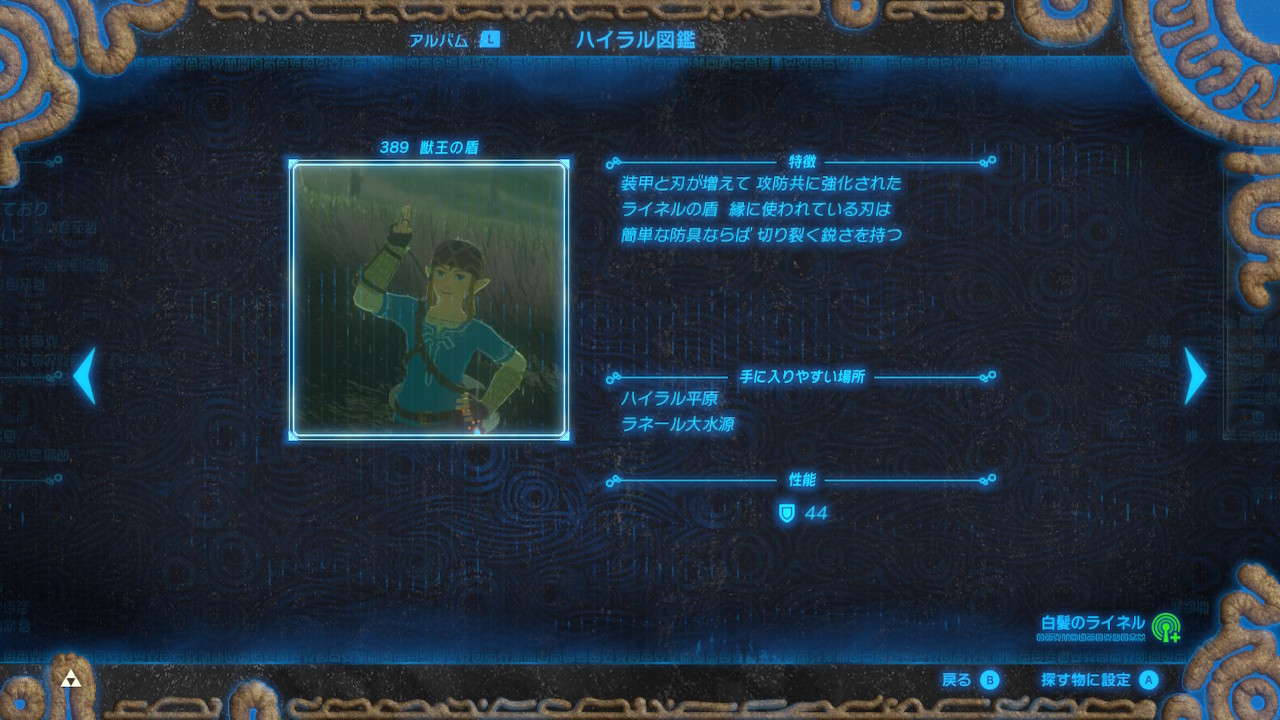 アルバム L ハイラル図鑑
389 獣王の盾
特徴
装甲と刃が増えて 攻防共に強化された
ライネルの盾 縁に使われている刃は
簡単な防具ならば 切り裂く鋭さを持つ
手に入りやすい場所
ハイラル平原
ラネール大水源
性能
44
白髪のライネル
戻る B 探す物に設定 A